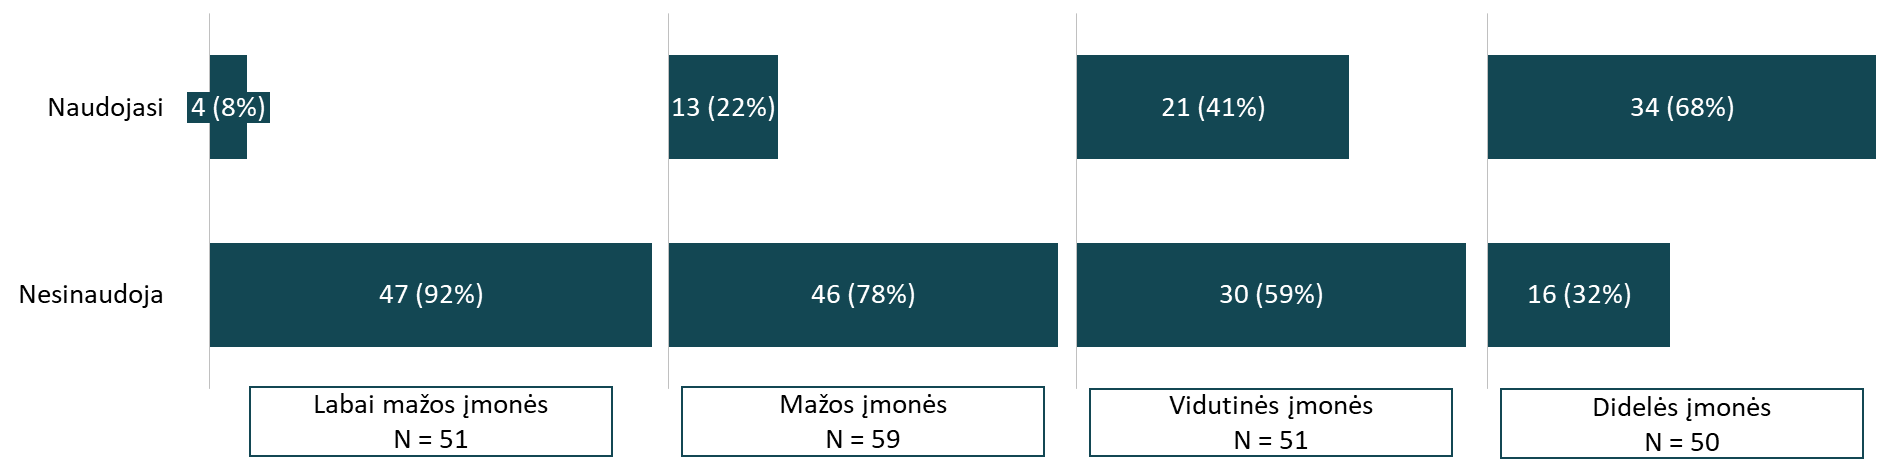 Naudojasi
4 (8%)
13 (22%)
21 (41%)
34 (68%)
Nesinaudoja
47 (92%)
46 (78%)
30 (59%)
16 (32%)
Labai mažos įmonės
N = 51
Mažos įmonės
N = 59
Vidutinės įmonės
N = 51
Didelės įmonės
N = 50